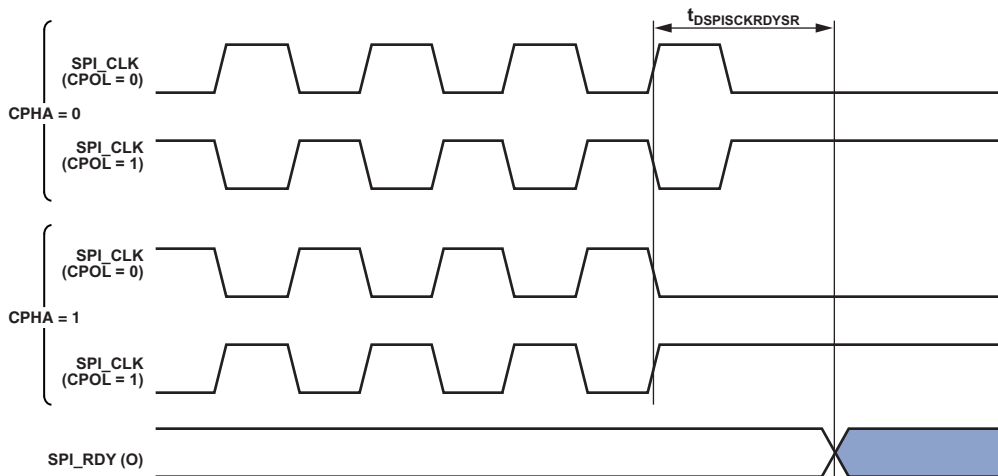 tDSPISCKRDYSR
SPI_CLK
(CPOL = 0)
CPHA = 0
SPI_CLK
(CPOL = 1)
SPI_CLK
(CPOL = 0)
CPHA = 1
SPI_CLK
(CPOL = 1)
SPI_RDY (O)